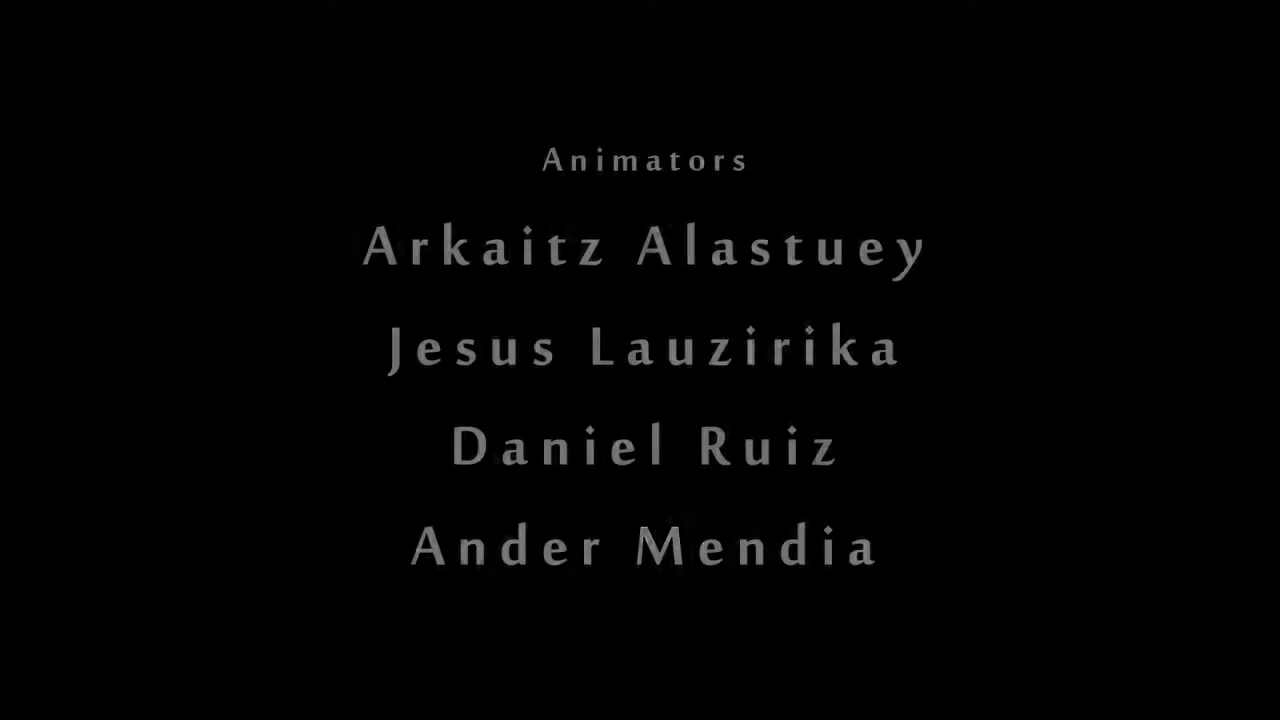 Animators
Arkaitz Alastuey
Jesus Lauzirika
Daniel Ruiz
Ander Mendia